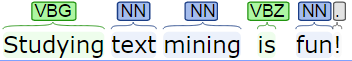 VBG NN NN VBZ NN .
Studying text mining is fun!